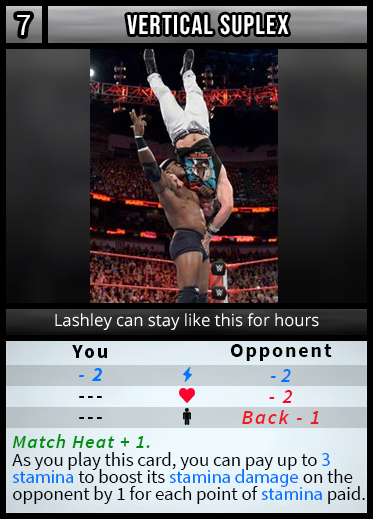 7 VERTICAL SUPLEX
Lashley can stay like this for hours
You Opponent
- 2 - 2
--- - 2
--- Back - 1
Match Heat + 1.
As you play this card, you can pay up to 3
stamina to boost its stamina damage on the
opponent by 1 for each point of stamina paid.